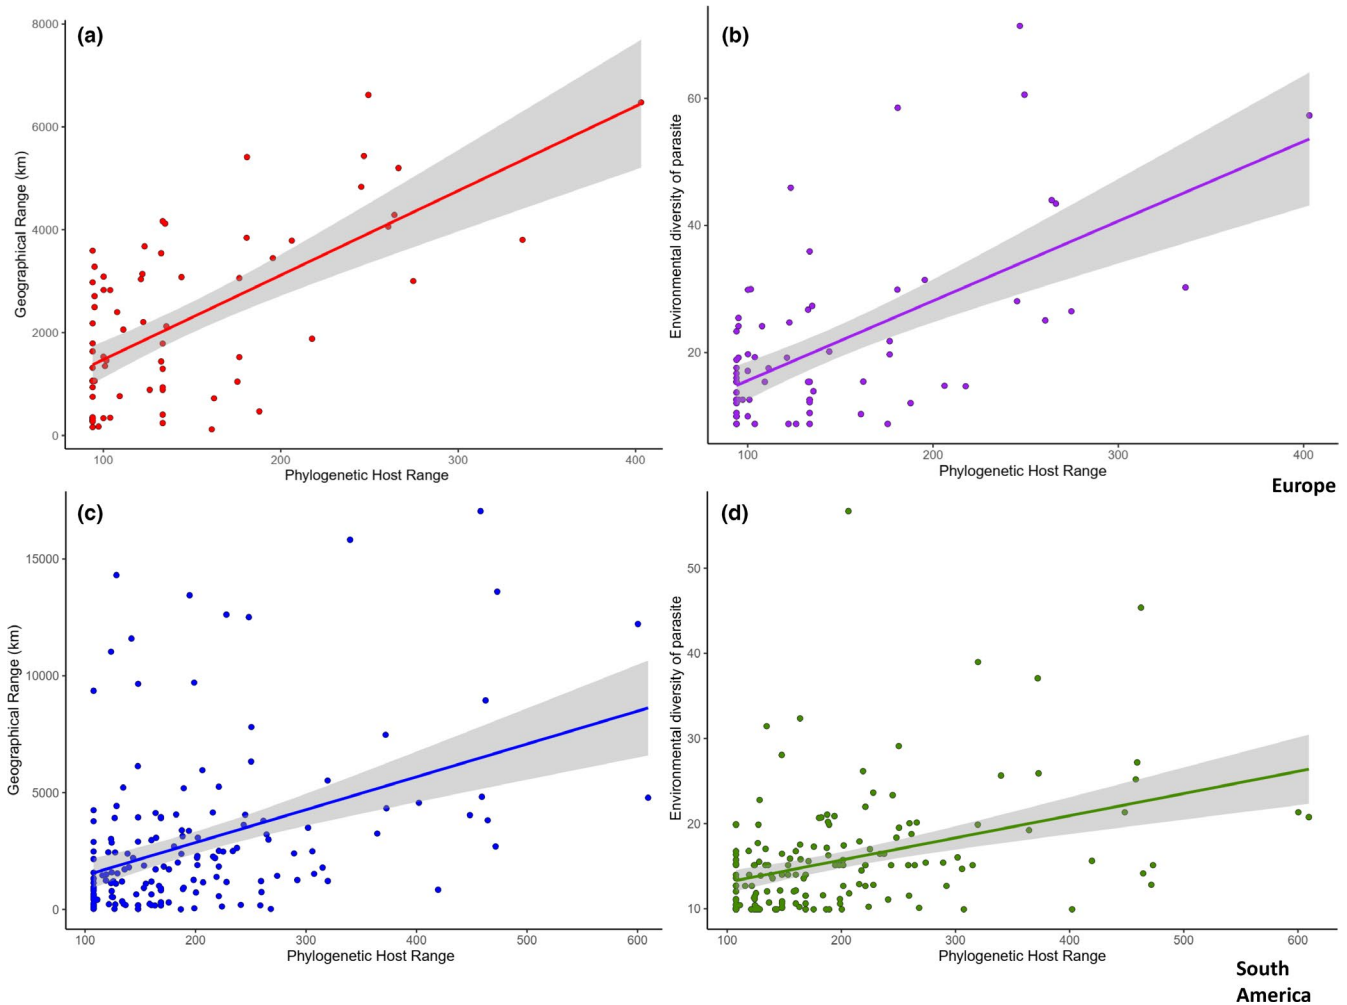 (a)
8000
6000
4000
2000
0
Geographical Range (km)
100 200 300 400
Phylogenetic Host Range
(b)
60
40
20
Environmental diversity of parasite
100 200 300 400
Phylogenetic Host Range
Europe
(c)
15000
10000
5000
0
Geographical Range (km)
100 200 300 400 500 600
Phylogenetic Host Range
(d)
50
40
30
20
10
Environmental diversity of parasite
100 200 300 400 500 600
Phylogenetic Host Range
South
America